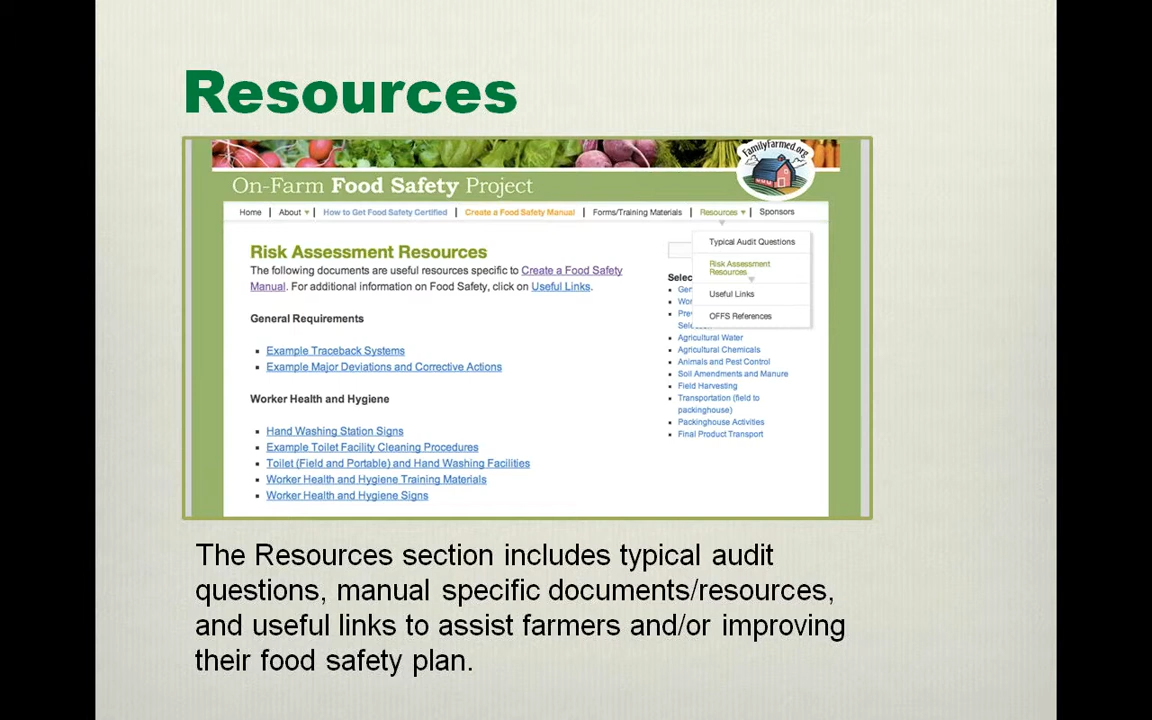 Resources
Familyfarmed.org
On-Farm Food Safety Project
Home | About | How to Get Food Safety Certified | Create a Food Safety Manual | Forms/Training Materials | Resources | Sponsors
Typical Audit Questions
Risk Assessment
Resources
Useful Links
OFFS References
Risk Assessment Resources
The following documents are useful resources specific to Create a Food Safety
Manual. For additional information on Food Safety, click on Useful Links.
General Requirements
Example Traceback Systems
Example Major Deviations and Corrective Actions
Worker Health and Hygiene
Hand Washing Station Signs
Example Toilet Facility Cleaning Procedures
Toilet (Field and Portable) and Hand Washing Facilities
Worker Health and Hygiene Training Materials
Worker Health and Hygiene Signs
Agricultural Water
Agricultural Chemicals
Animals and Pest Control
Soil Amendments and Manure
Field Harvesting
Transportation (field to
packinghouse)
Packinghouse Activities
Final Product Transport
The Resources section includes typical audit
questions, manual specific documents/resources,
and useful links to assist farmers and/or improving
their food safety plan.